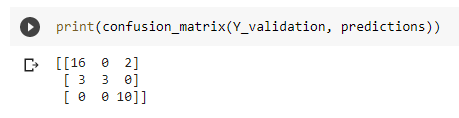 print(confusion_matrix(Y_validation, predictions))
[[16  0  2]
 [ 3  3  0]
 [ 0  0 10]]